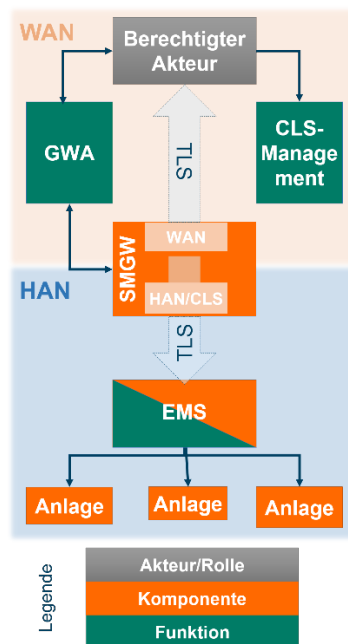 WAN
Berechtigter
Akteur
GWA
CLS-
Manage
ment
TLS
SMGW
WAN
HAN/CLS
HAN
TLS
EMS
Anlage
Anlage
Anlage
Legende
Akteur/Rolle
Komponente
Funktion